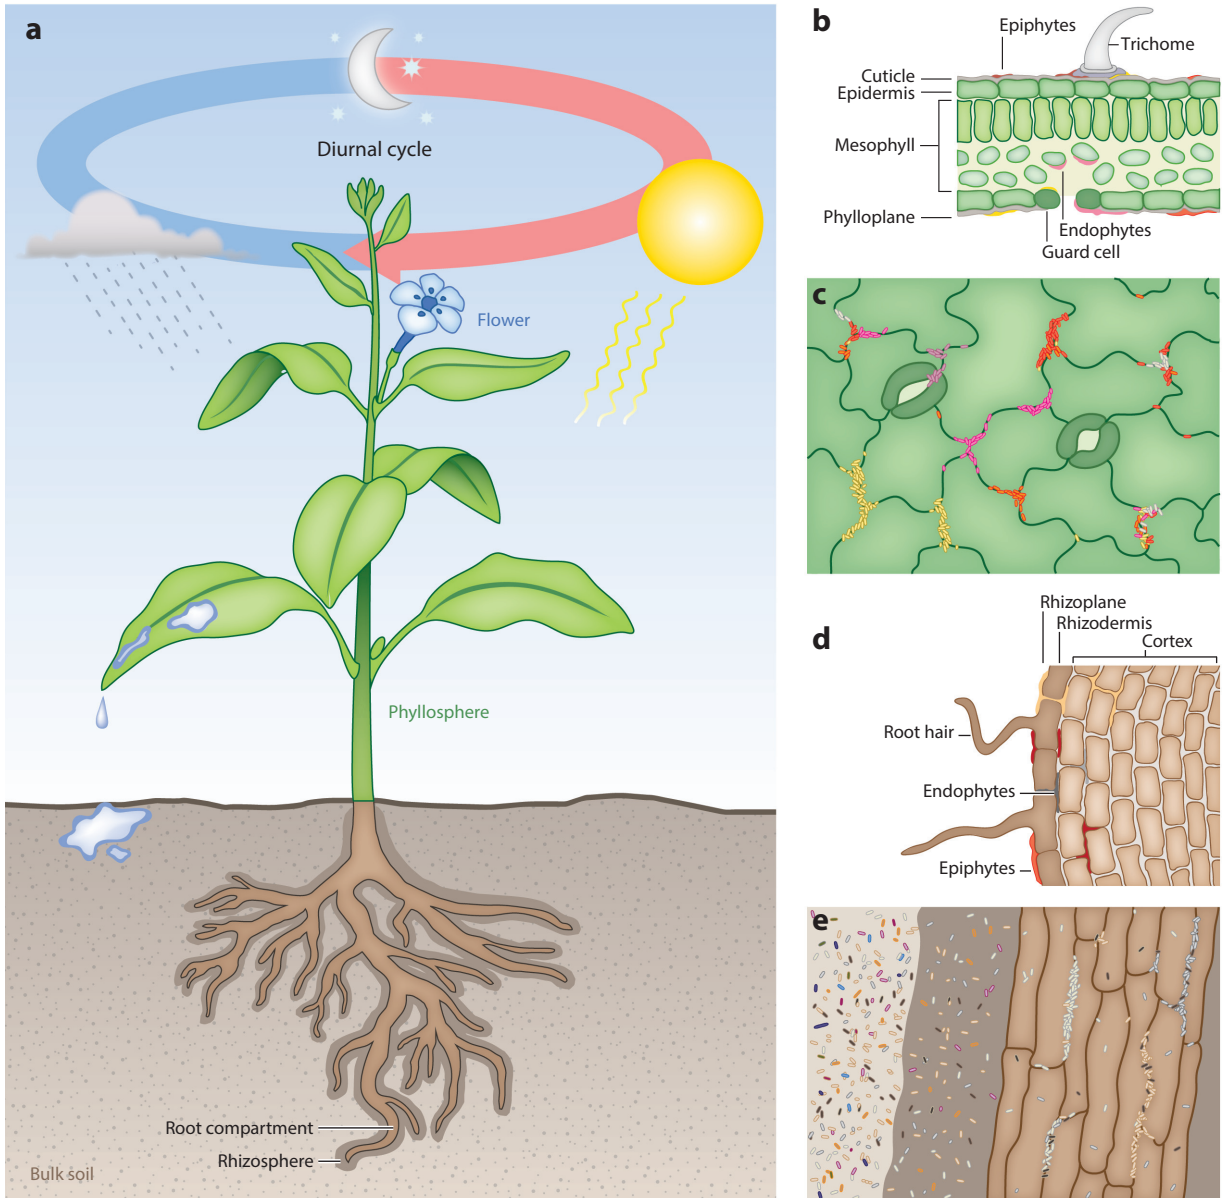 a
Diurnal cycle
Flower
Phyllosphere
Root compartment
Rhizosphere
Bulk soil
b
Epiphytes
Trichome
Cuticle
Epidermis
Mesophyll
Phylloplane
Endophytes
Guard cell
c
d
Rhizoplane
Rhizodermis
Cortex
Root hair
Endophytes
Epiphytes
e